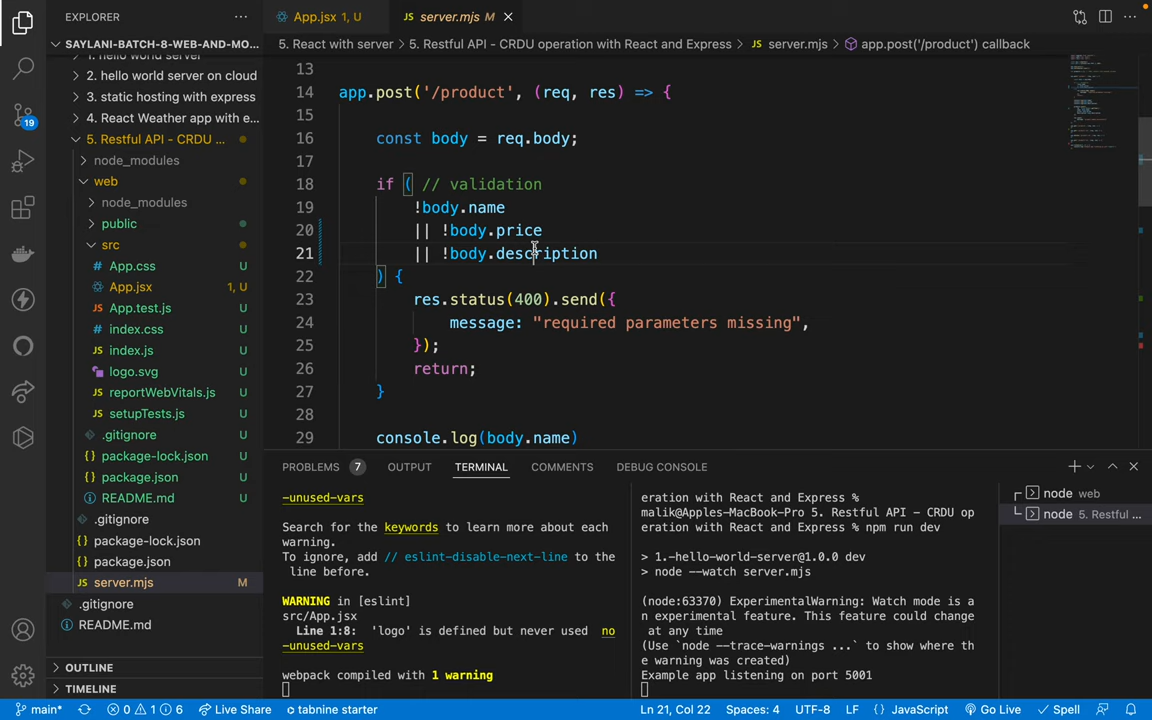 EXPLORER
SAYLANI-BATCH-8-WEB-AND-MO...
1. hello world server
2. hello world server on cloud
3. static hosting with express
4. React Weather app with e...
5. Restful API - CRDU ...
node_modules
web
node_modules
public
src
App.css U
App.jsx 1, U
App.test.js U
index.css U
index.js U
logo.svg U
reportWebVitals.js U
setupTests.js U
.gitignore U
package-lock.json U
package.json U
README.md U
.gitignore
package-lock.json
package.json
server.mjs M
.gitignore
README.md
OUTLINE
TIMELINE
19
App.jsx 1, U
server.mjs M
5. React with server > 5. Restful API - CRDU operation with React and Express > JS server.mjs > app.post('/product') callback
13
14 app.post('/product', (req, res) => {
15
16 const body = req.body;
17
18 if ( // validation
19 !body.name
20 || !body.price
21 || !body.description
22 ) {
23 res.status(400).send({
24 message: "required parameters missing",
25 });
26 return;
27 }
28
29 console.log(body.name)
PROBLEMS 7 OUTPUT TERMINAL COMMENTS DEBUG CONSOLE
-unused-vars
Search for the keywords to learn more about each
warning.
To ignore, add // eslint-disable-next-line to the
line before.
WARNING in [eslint]
src/App.jsx
Line 1:8: 'logo' is defined but never used no
-unused-vars
webpack compiled with 1 warning
eration with React and Express %
malik@Apples-MacBook-Pro 5. Restful API - CRDU op
eration with React and Express % npm run dev
> 1.-hello-world-server@1.0.0 dev
> node --watch server.mjs
(node:63370) ExperimentalWarning: Watch mode is a
n experimental feature. This feature could change
at any time
(Use `node --trace-warnings ...` to show where th
e warning was created)
Example app listening on port 5001
node web
node 5. Restful ...
main* 0 1 6 Live Share tabnine starter Ln 21, Col 22 Spaces: 4 UTF-8 LF {} JavaScript Go Live Spell